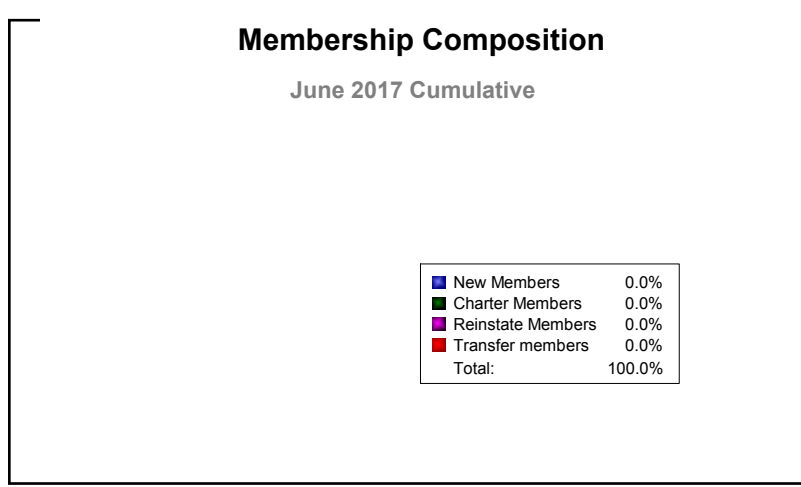 Membership Composition
June 2017 Cumulative
New Members 0.0%
Charter Members 0.0%
Reinstate Members 0.0%
Transfer members 0.0%
Total: 100.0%